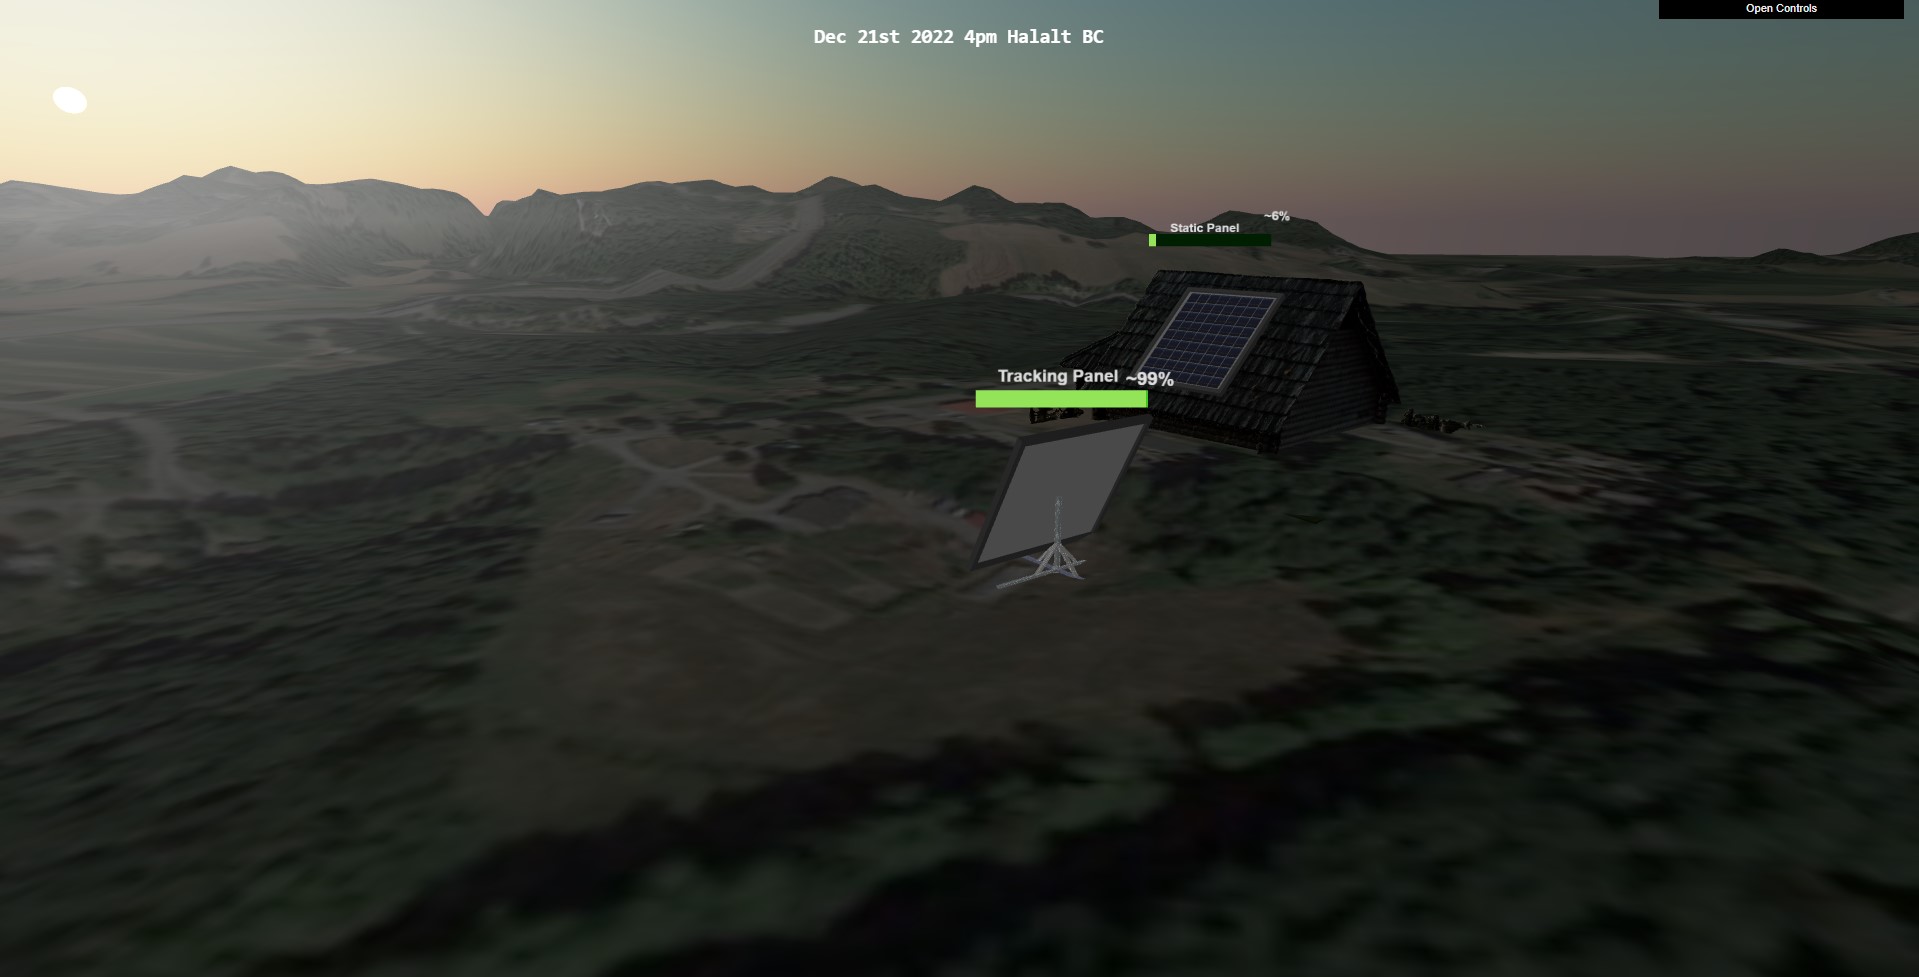 Open Controls
Dec 21st 2022 4pm Halalt BC
~6%
Static Panel
Tracking Panel ~99%